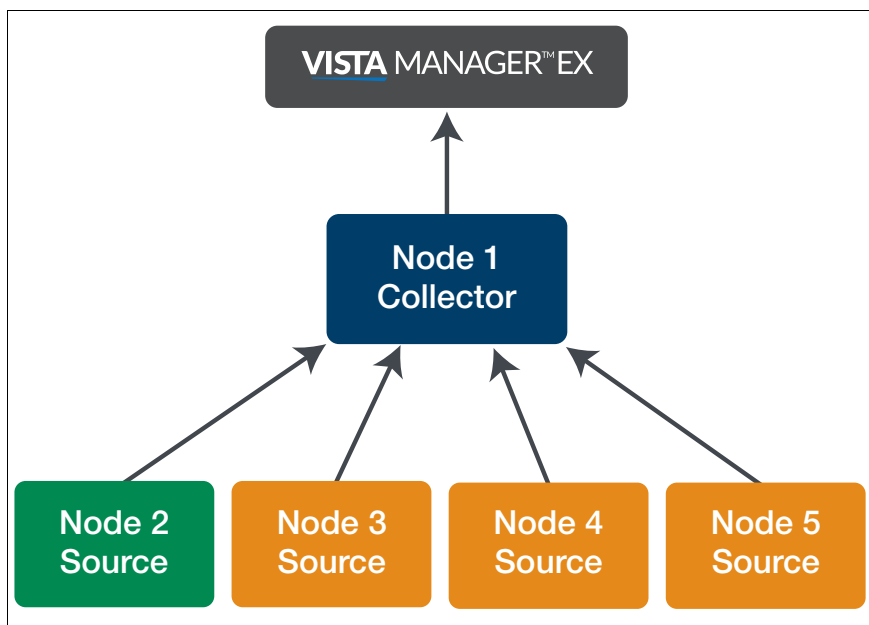 VISTA MANAGER™ EX
Node 1
Collector
Node 2
Source
Node 3
Source
Node 4
Source
Node 5
Source